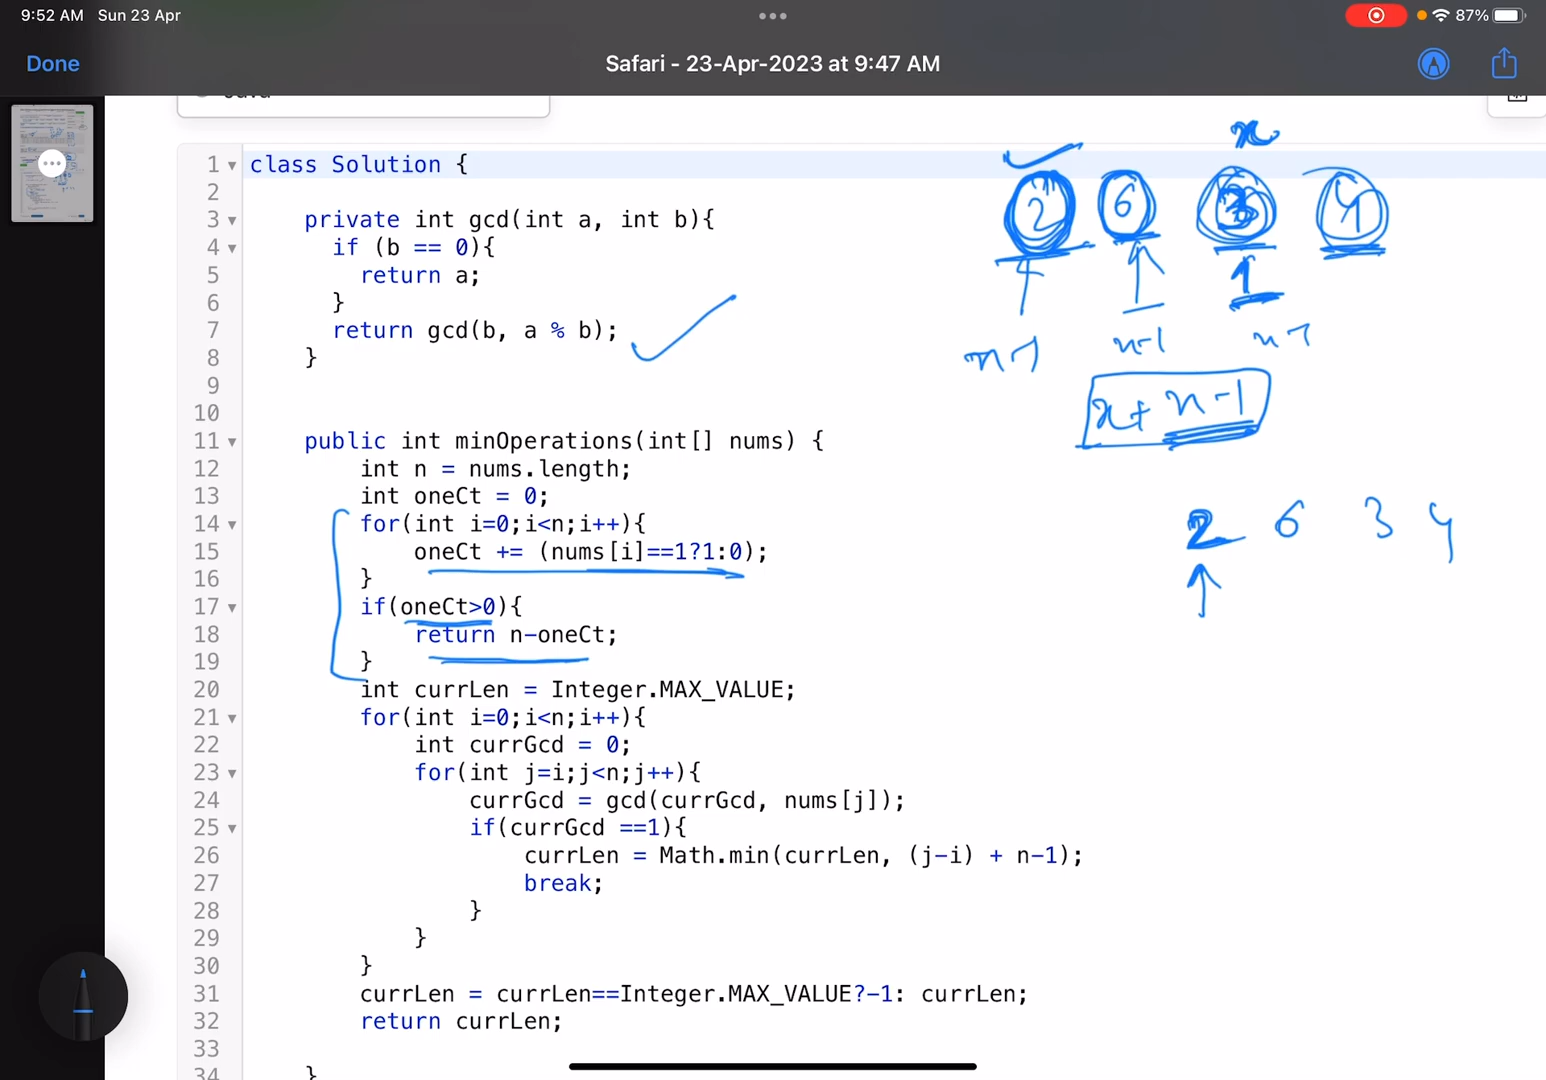 9:52 AM Sun 23 Apr
87%
Done
Safari - 23-Apr-2023 at 9:47 AM
Java
1 class Solution {
2
3 private int gcd(int a, int b){
4 if (b == 0){
5 return a;
6 }
7 return gcd(b, a % b);
8 }
9
10
11 public int minOperations(int[] nums) {
12 int n = nums.length;
13 int oneCt = 0;
14 for(int i=0;i<n;i++){
15 oneCt += (nums[i]==1?1:0);
16 }
17 if(oneCt>0){
18 return n-oneCt;
19 }
20 int currLen = Integer.MAX_VALUE;
21 for(int i=0;i<n;i++){
22 int currGcd = 0;
23 for(int j=i;j<n;j++){
24 currGcd = gcd(currGcd, nums[j]);
25 if(currGcd ==1){
26 currLen = Math.min(currLen, (j-i) + n-1);
27 break;
28 }
29 }
30 }
31 currLen = currLen==Integer.MAX_VALUE?-1: currLen;
32 return currLen;
33
34 }
x
2 6 3 4
1
n-1 n-1 n-1
x + n-1
2 6 3 4